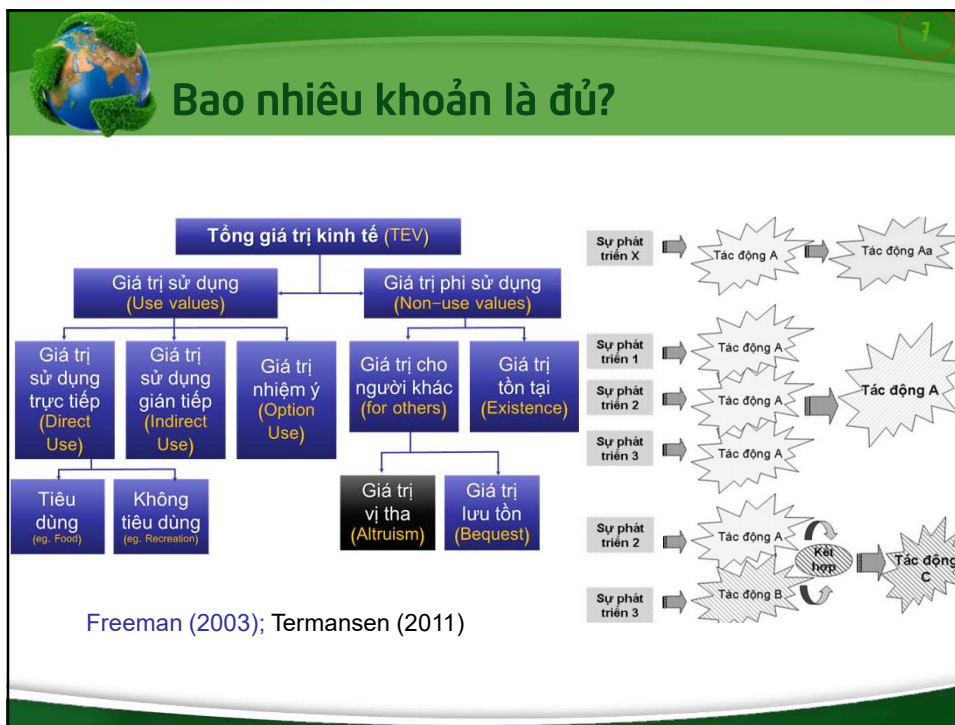 7
Bao nhiêu khoản là đủ?
Tổng giá trị kinh tế (TEV)
Giá trị sử dụng
(Use values)
Giá trị phi sử dụng
(Non-use values)
Giá trị
sử dụng
trực tiếp
(Direct
Use)
Giá trị
sử dụng
gián tiếp
(Indirect
Use)
Giá trị
nhiệm ý
(Option
Use)
Giá trị cho
người khác
(for others)
Giá trị
tồn tại
(Existence)
Tiêu
dùng
(eg. Food)
Không
tiêu dùng
(eg. Recreation)
Giá trị
vị tha
(Altruism)
Giá trị
lưu tồn
(Bequest)
Freeman (2003); Termansen (2011)
Sự phát
triển X
Tác động A
Tác động Aa
Sự phát
triển 1
Tác động A
Sự phát
triển 2
Tác động A
Sự phát
triển 3
Tác động A
Tác động A
Sự phát
triển 2
Tác động A
Sự phát
triển 3
Tác động B
Kết
hợp
Tác động
C